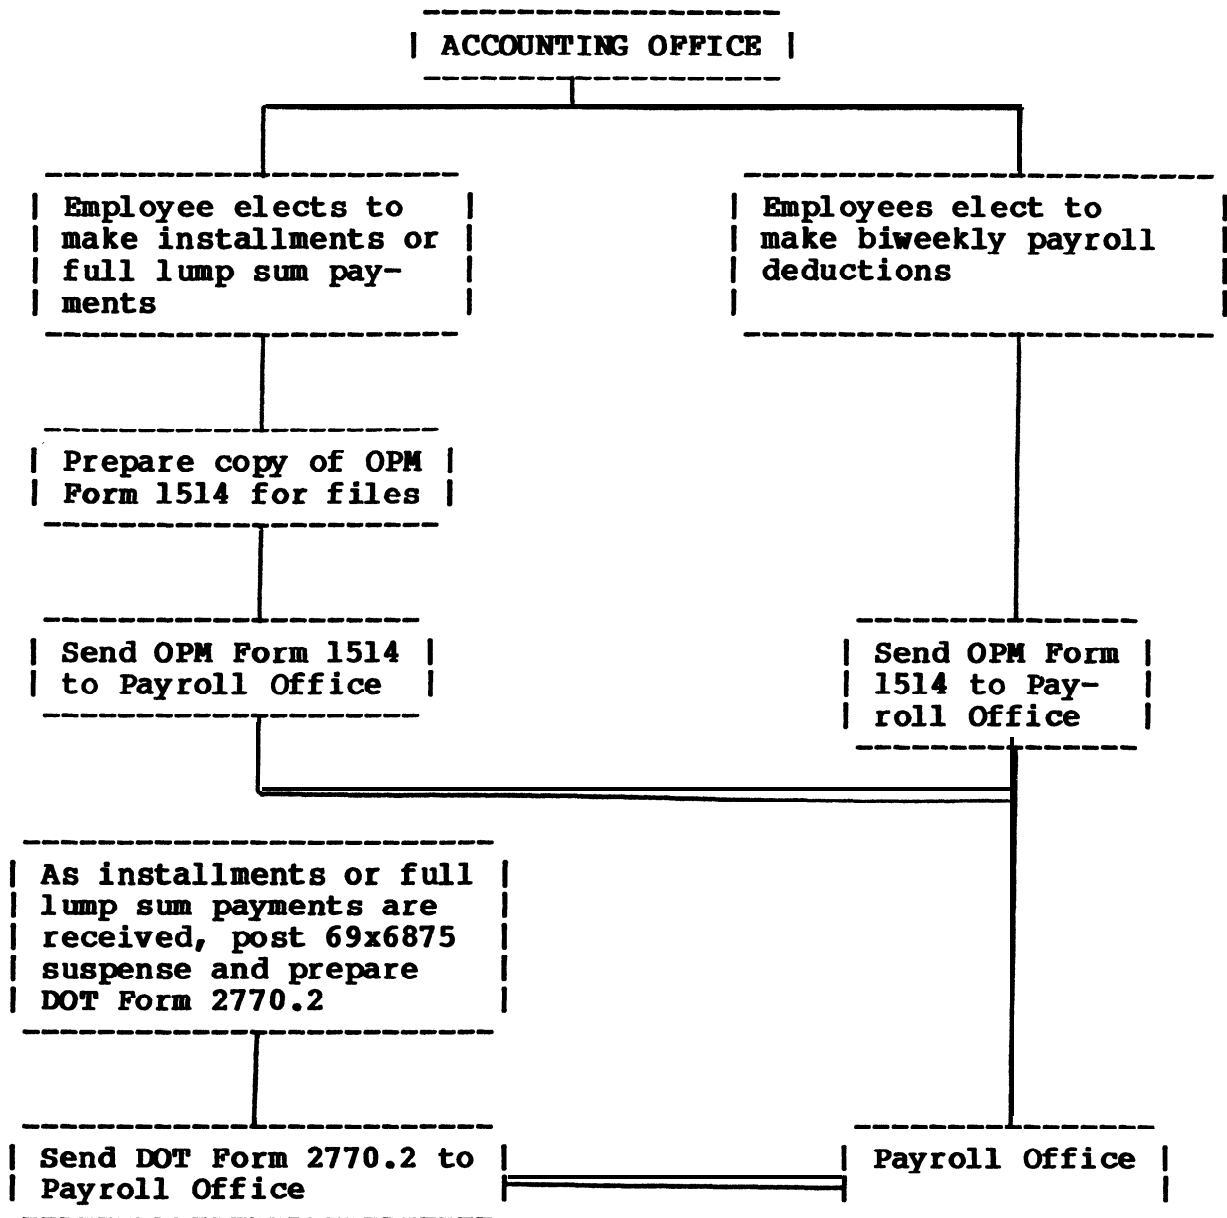 ACCOUNTING OFFICE
Employee elects to
make installments or
full lump sum pay-
ments
Employees elect to
make biweekly payroll
deductions
Prepare copy of OPM
Form 1514 for files
Send OPM Form 1514
to Payroll Office
Send OPM Form
1514 to Pay-
roll Office
As installments or full
lump sum payments are
received, post 69x6875
suspense and prepare
DOT Form 2770.2
Send DOT Form 2770.2 to
Payroll Office
Payroll Office